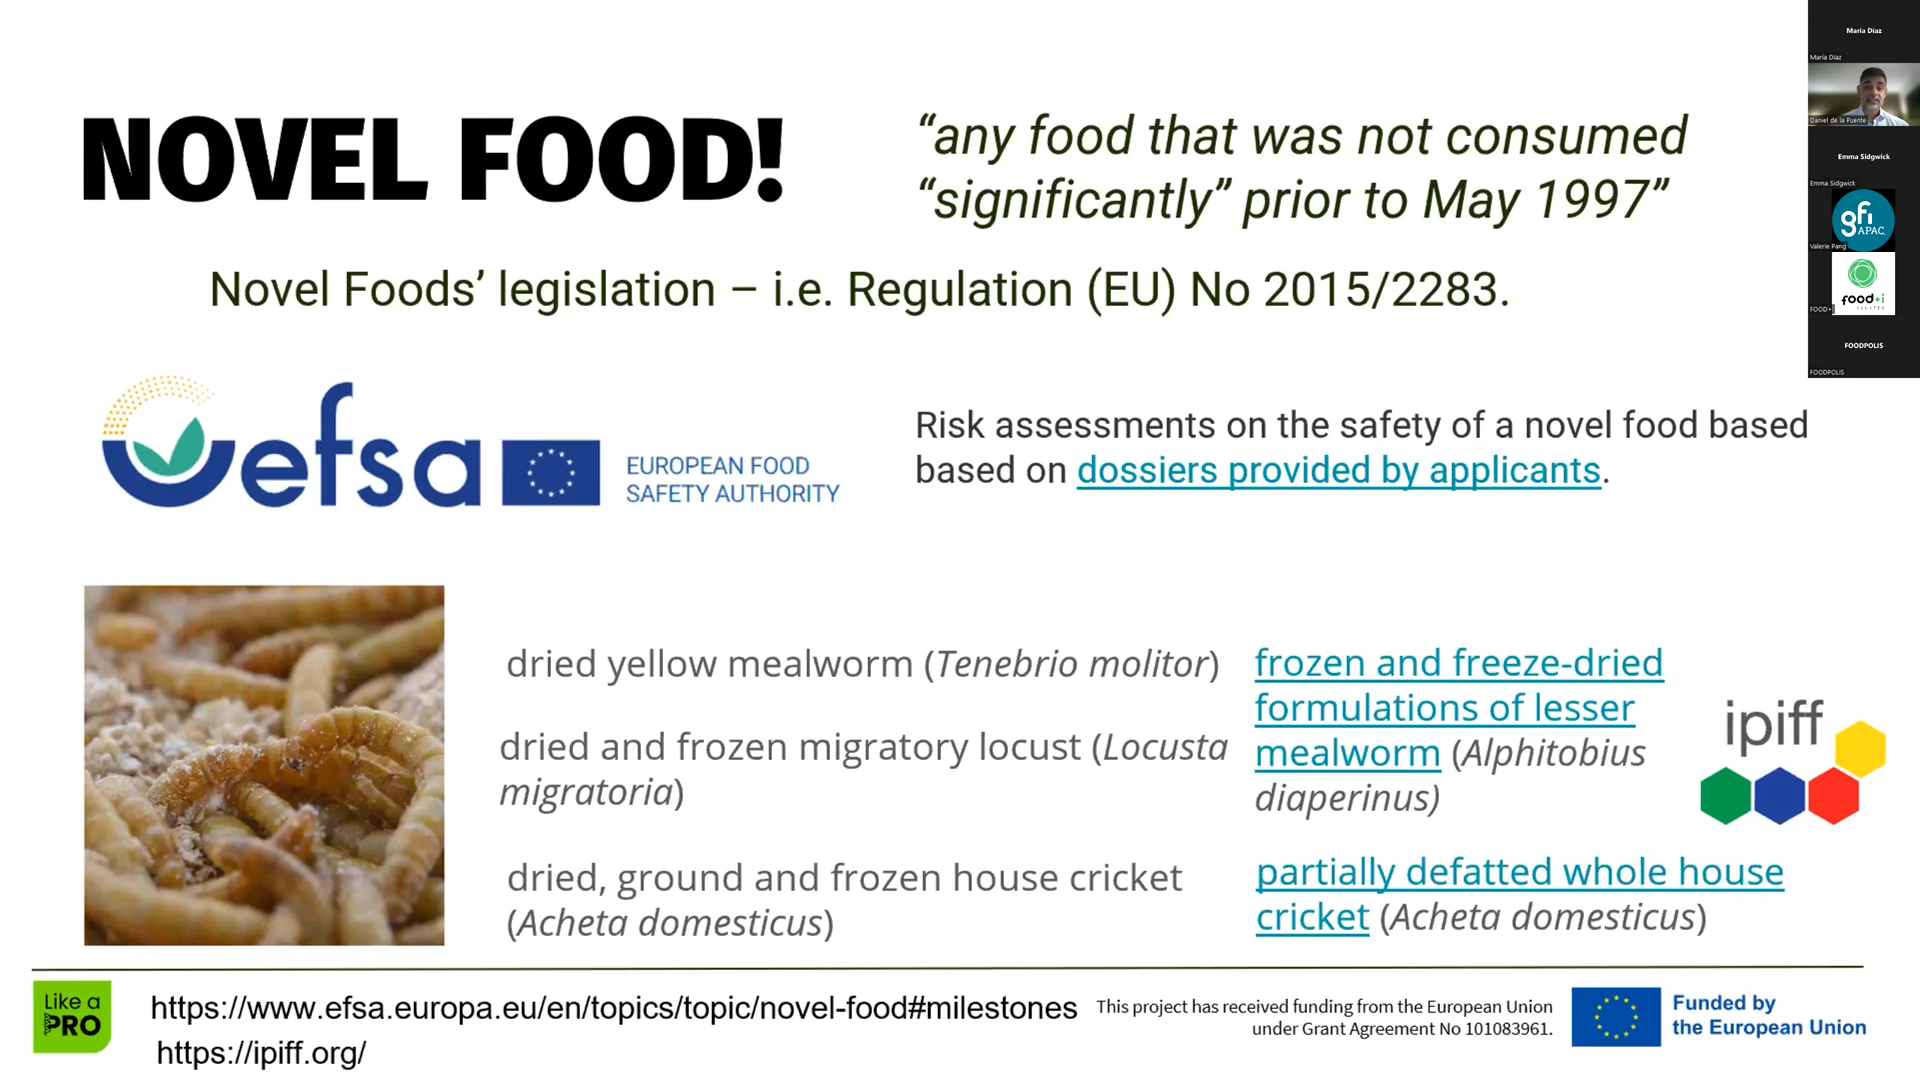 NOVEL FOOD!
“any food that was not consumed
“significantly” prior to May 1997”
Novel Foods’ legislation – i.e. Regulation (EU) No 2015/2283.
efsa
EUROPEAN FOOD
SAFETY AUTHORITY
Risk assessments on the safety of a novel food based
based on dossiers provided by applicants.
dried yellow mealworm (Tenebrio molitor)
dried and frozen migratory locust (Locusta
migratoria)
dried, ground and frozen house cricket
(Acheta domesticus)
frozen and freeze-dried
formulations of lesser
mealworm (Alphitobius
diaperinus)
partially defatted whole house
cricket (Acheta domesticus)
ipiff
Like a
PRO
https://www.efsa.europa.eu/en/topics/topic/novel-food#milestones
https://ipiff.org/
This project has received funding from the European Union
under Grant Agreement No 101083961.
Funded by
the European Union
María Díaz
María Díaz
Daniel de la Puente
Emma Sidgwick
Emma Sidgwick
gfi
APAC
Valerie Pang
food+i
CLUSTER
FOOD+i
FOODPOLIS
FOODPOLIS